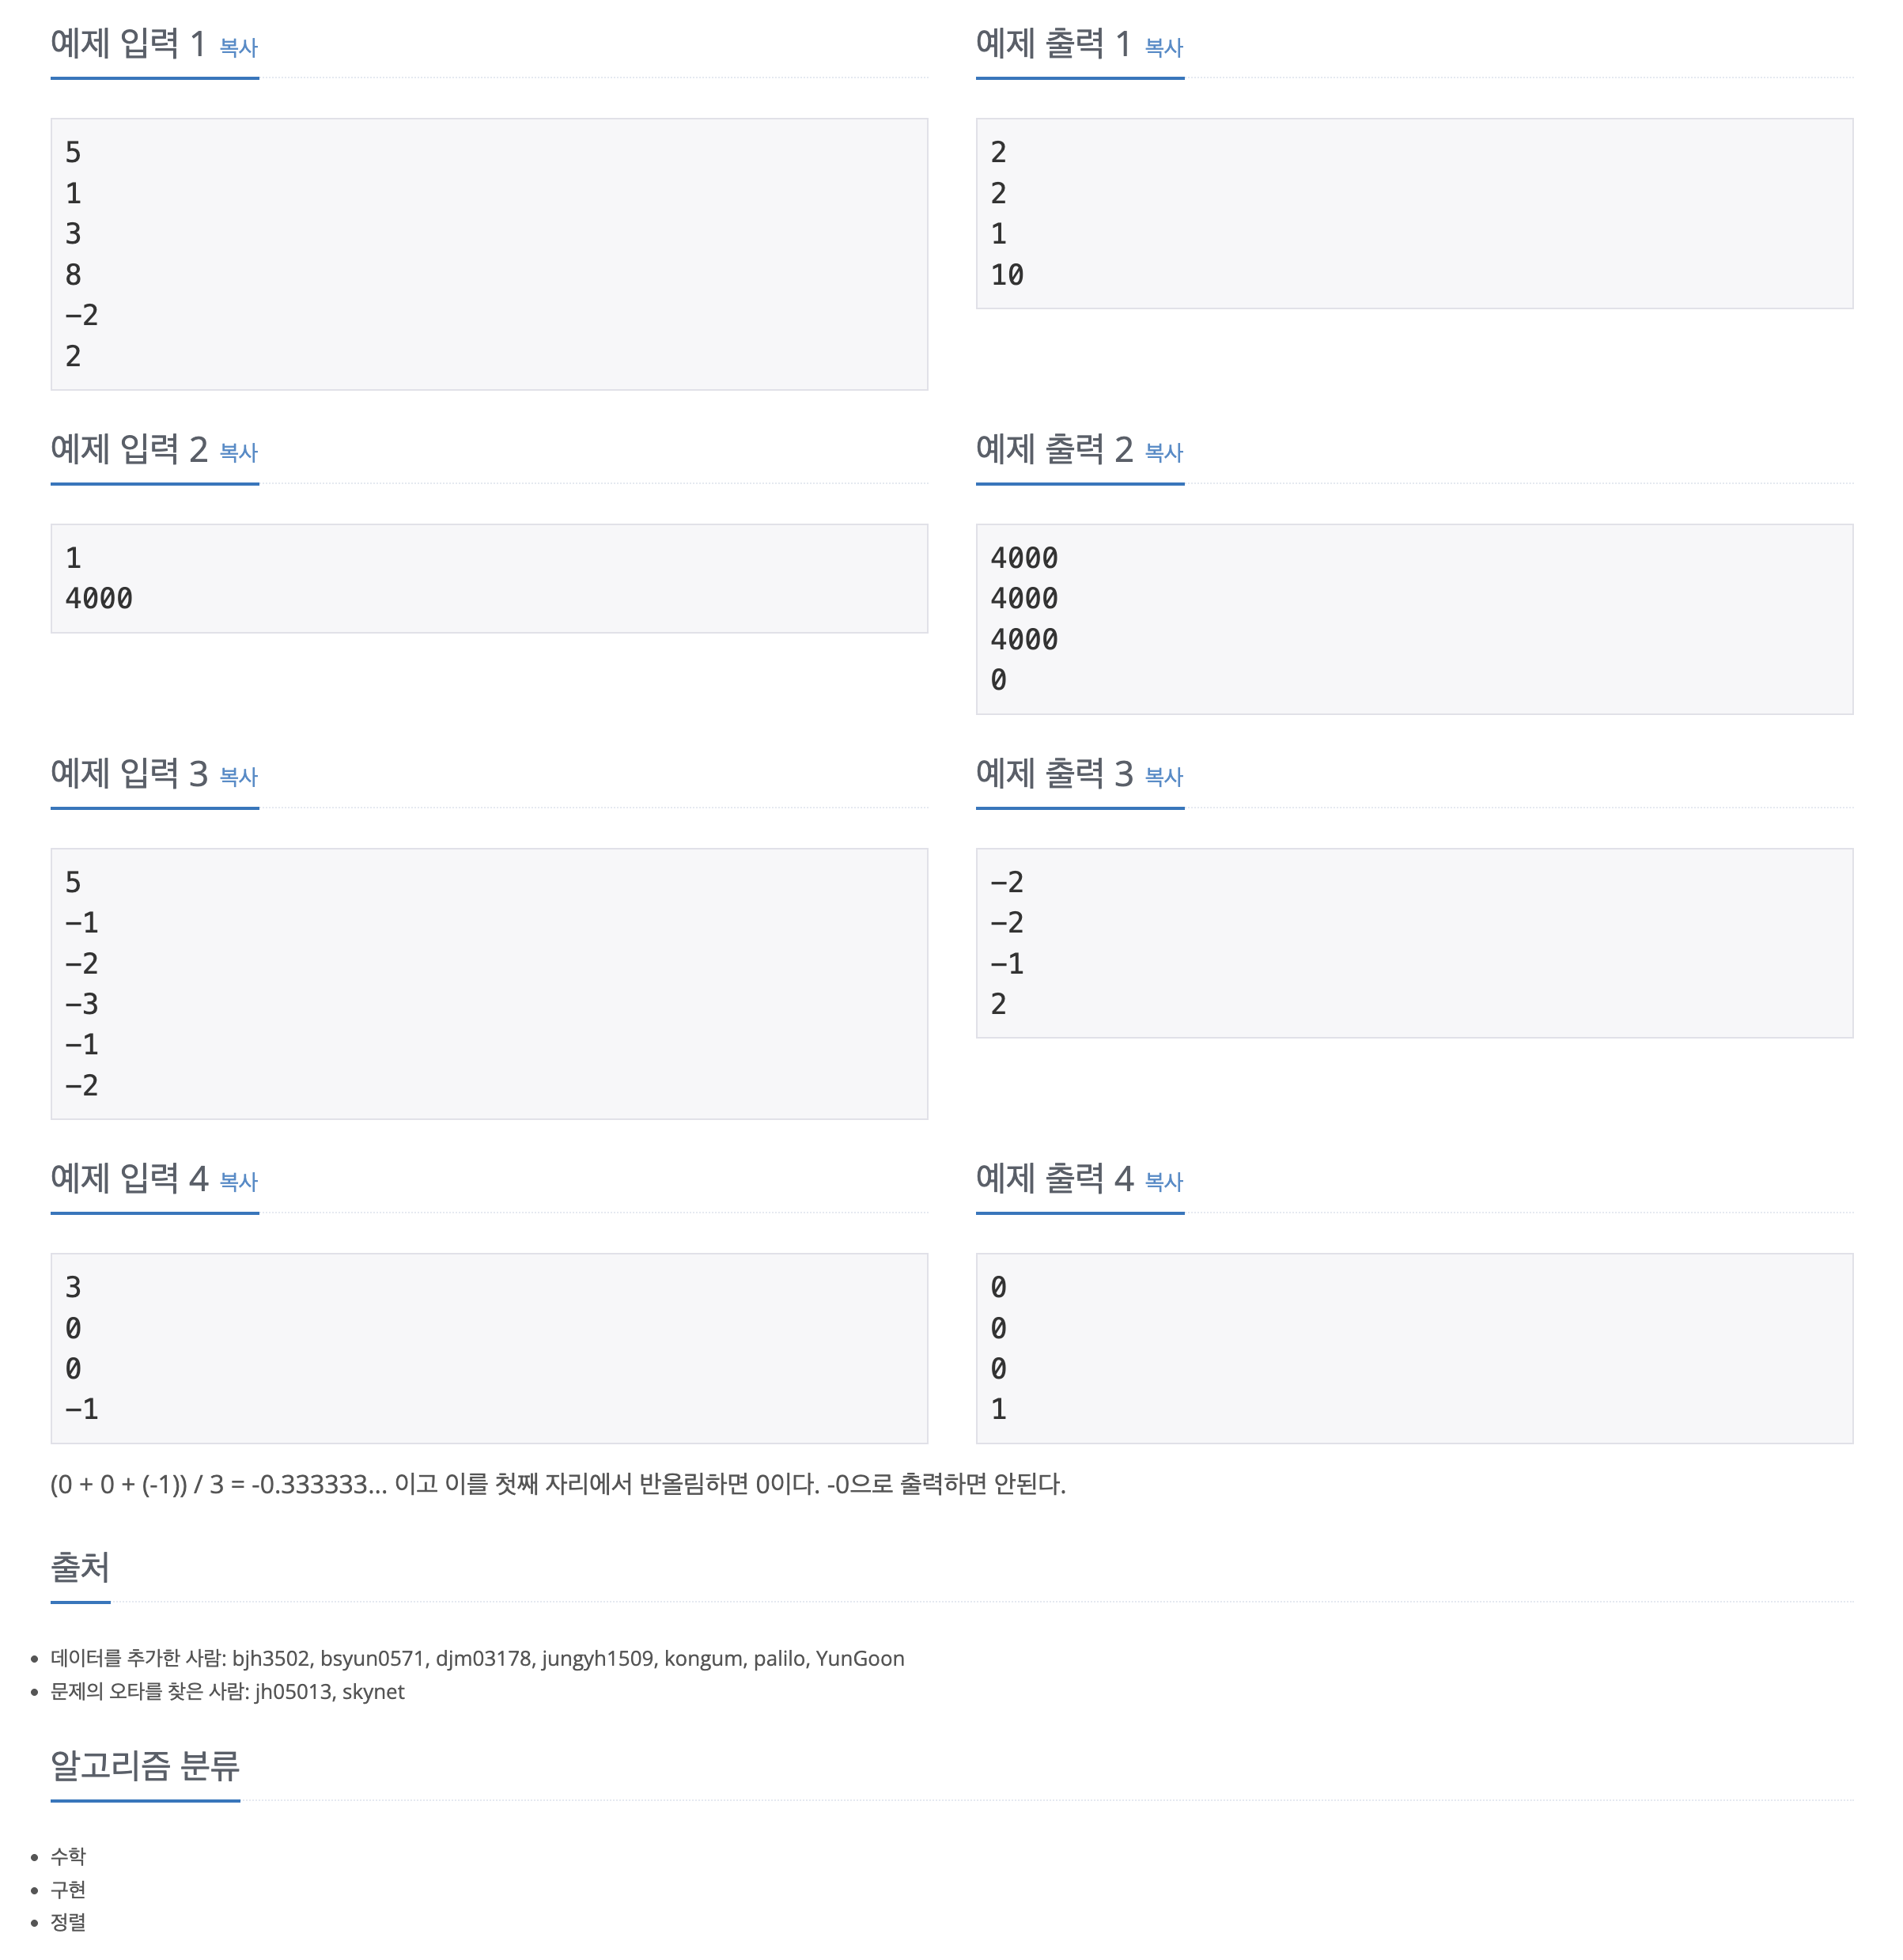 예제 입력 1 복사
5
1
3
8
-2
2
예제 출력 1 복사
2
2
1
10
예제 입력 2 복사
1
4000
예제 출력 2 복사
4000
4000
4000
0
예제 입력 3 복사
5
-1
-2
-3
-1
-2
예제 출력 3 복사
-2
-2
-1
2
예제 입력 4 복사
3
0
0
-1
예제 출력 4 복사
0
0
0
1
(0 + 0 + (-1)) / 3 = -0.333333... 이고 이를 첫째 자리에서 반올림하면 0이다. -0으로 출력하면 안된다.
출처
데이터를 추가한 사람: bjh3502, bsyun0571, djm03178, jungyh1509, kongum, palilo, YunGoon
문제의 오타를 찾은 사람: jh05013, skynet
알고리즘 분류
수학
구현
정렬